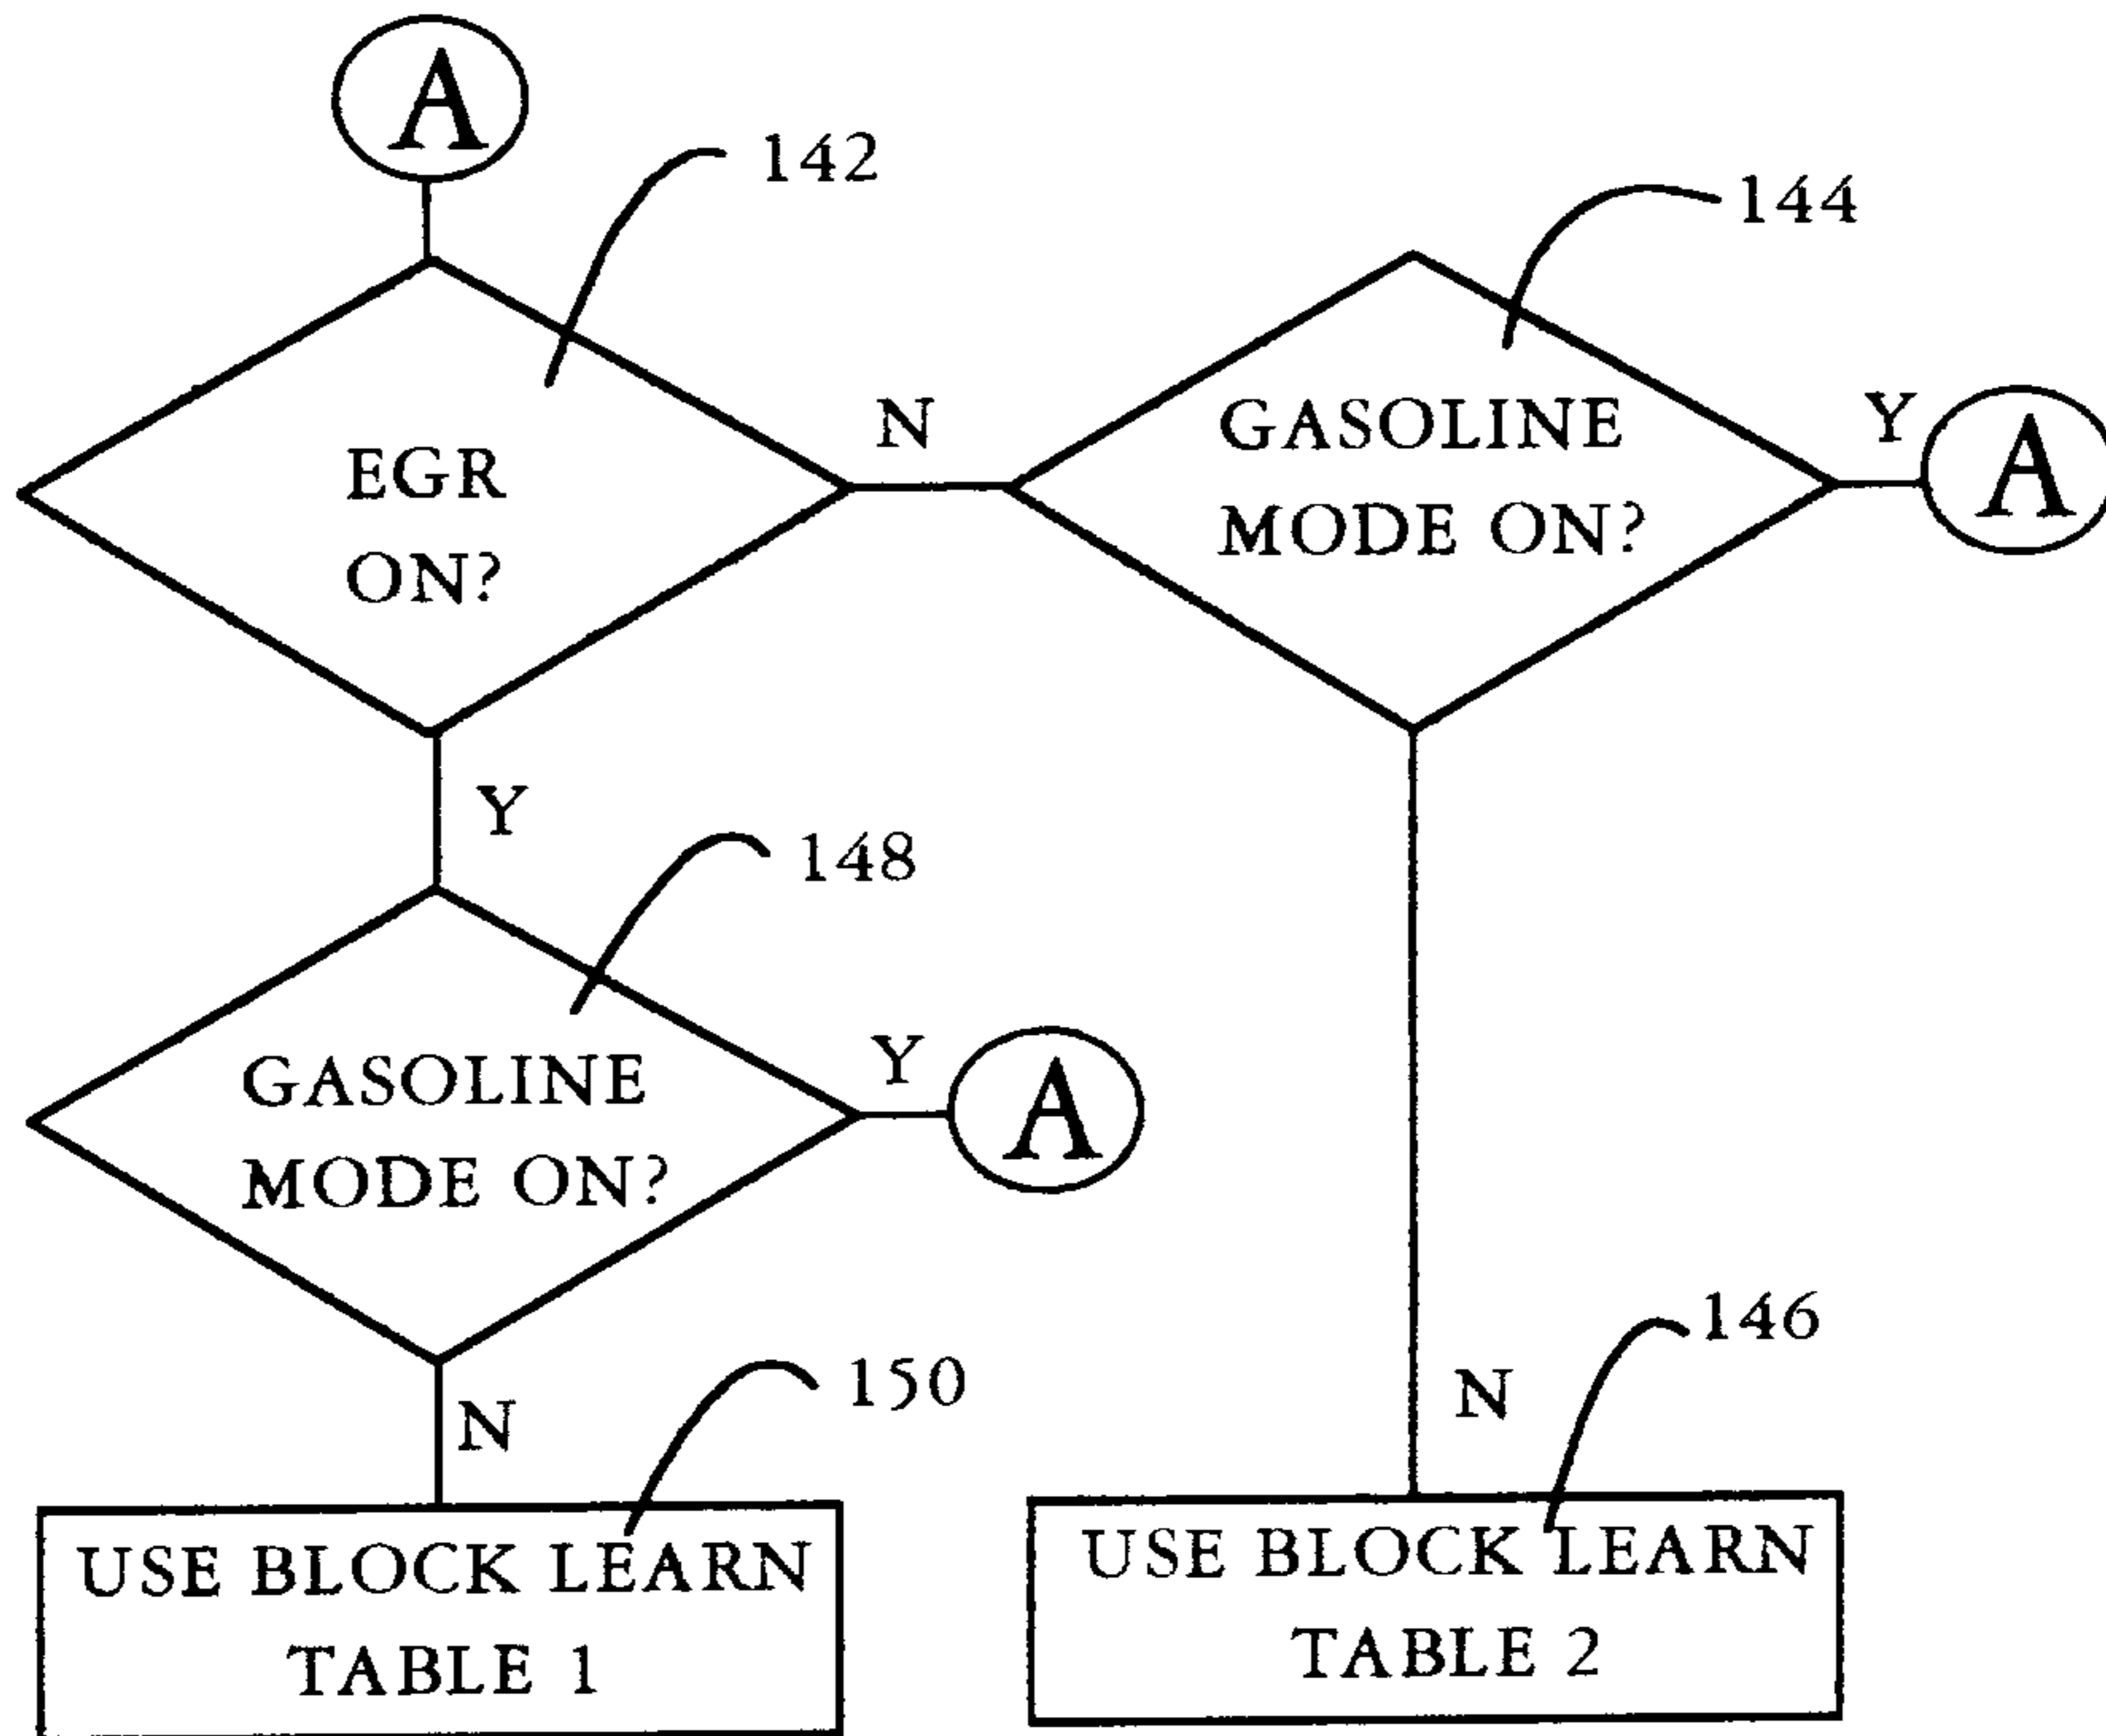 A
142
144
EGR
ON?
N
GASOLINE
MODE ON?
Y
A
Y
148
GASOLINE
MODE ON?
Y
A
N
150
146
N
USE BLOCK LEARN
TABLE 1
USE BLOCK LEARN
TABLE 2